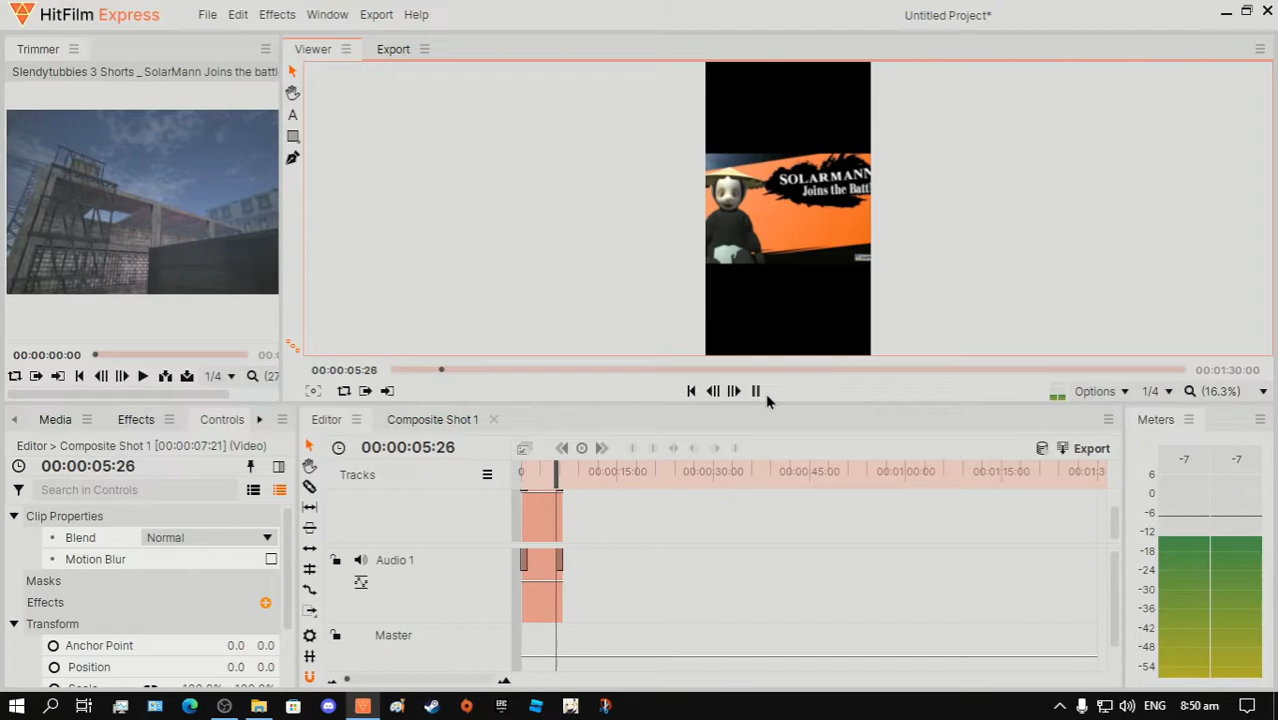 HitFilm Express
File Edit Effects Window Export Help
Untitled Project*
Trimmer
Viewer
Export
Slendytubbies 3 Shorts _ SolarMann Joins the battl
SOLARMANN
Joins the Batt
00:00:00:00
1/4
00:00:05:26
00:01:30:00
Options
1/4
(16.3%)
Media
Effects
Controls
Editor
Composite Shot 1
Meters
Editor > Composite Shot 1 [00:00:07:21] (Video)
00:00:05:26
00:00:05:26
Export
-7 -7
Search in Controls
Tracks
0 00:00:15:00 00:00:30:00 00:00:45:00 00:01:00:00 00:01:15:00 00:01:3
Clip Properties
Blend Normal
Motion Blur
Masks
Effects
Transform
Anchor Point 0.0 0.0
Position 0.0 0.0
Audio 1
Master
6
0
-6
-12
-18
-24
-30
-36
-42
-48
-54
ENG
8:50 am